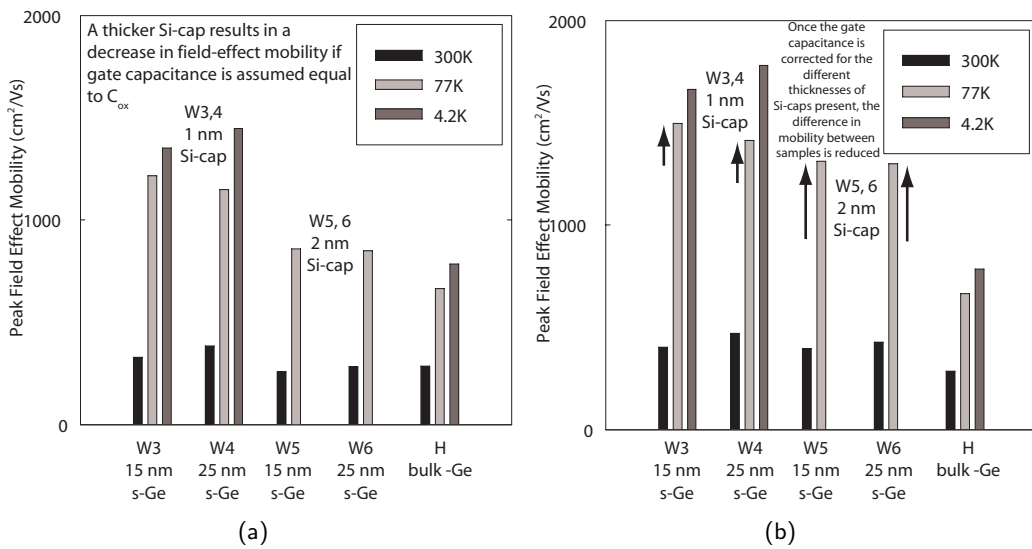 2000
1000
0
Peak Field Effect Mobility (cm²/Vs)
A thicker Si-cap results in a
decrease in field-effect mobility if
gate capacitance is assumed equal
to Cox
300K
77K
4.2K
W3,4
1 nm
Si-cap
W5, 6
2 nm
Si-cap
W3
15 nm
s-Ge
W4
25 nm
s-Ge
W5
15 nm
s-Ge
W6
25 nm
s-Ge
H
bulk -Ge
(a)
2000
1000
0
Peak Field Effect Mobility (cm²/Vs)
W3,4
1 nm
Si-cap
Once the gate
capacitance is
corrected for the
different
thicknesses of
Si-caps present, the
difference in
mobility between
samples is reduced
300K
77K
4.2K
W5, 6
2 nm
Si-cap
W3
15 nm
s-Ge
W4
25 nm
s-Ge
W5
15 nm
s-Ge
W6
25 nm
s-Ge
H
bulk -Ge
(b)